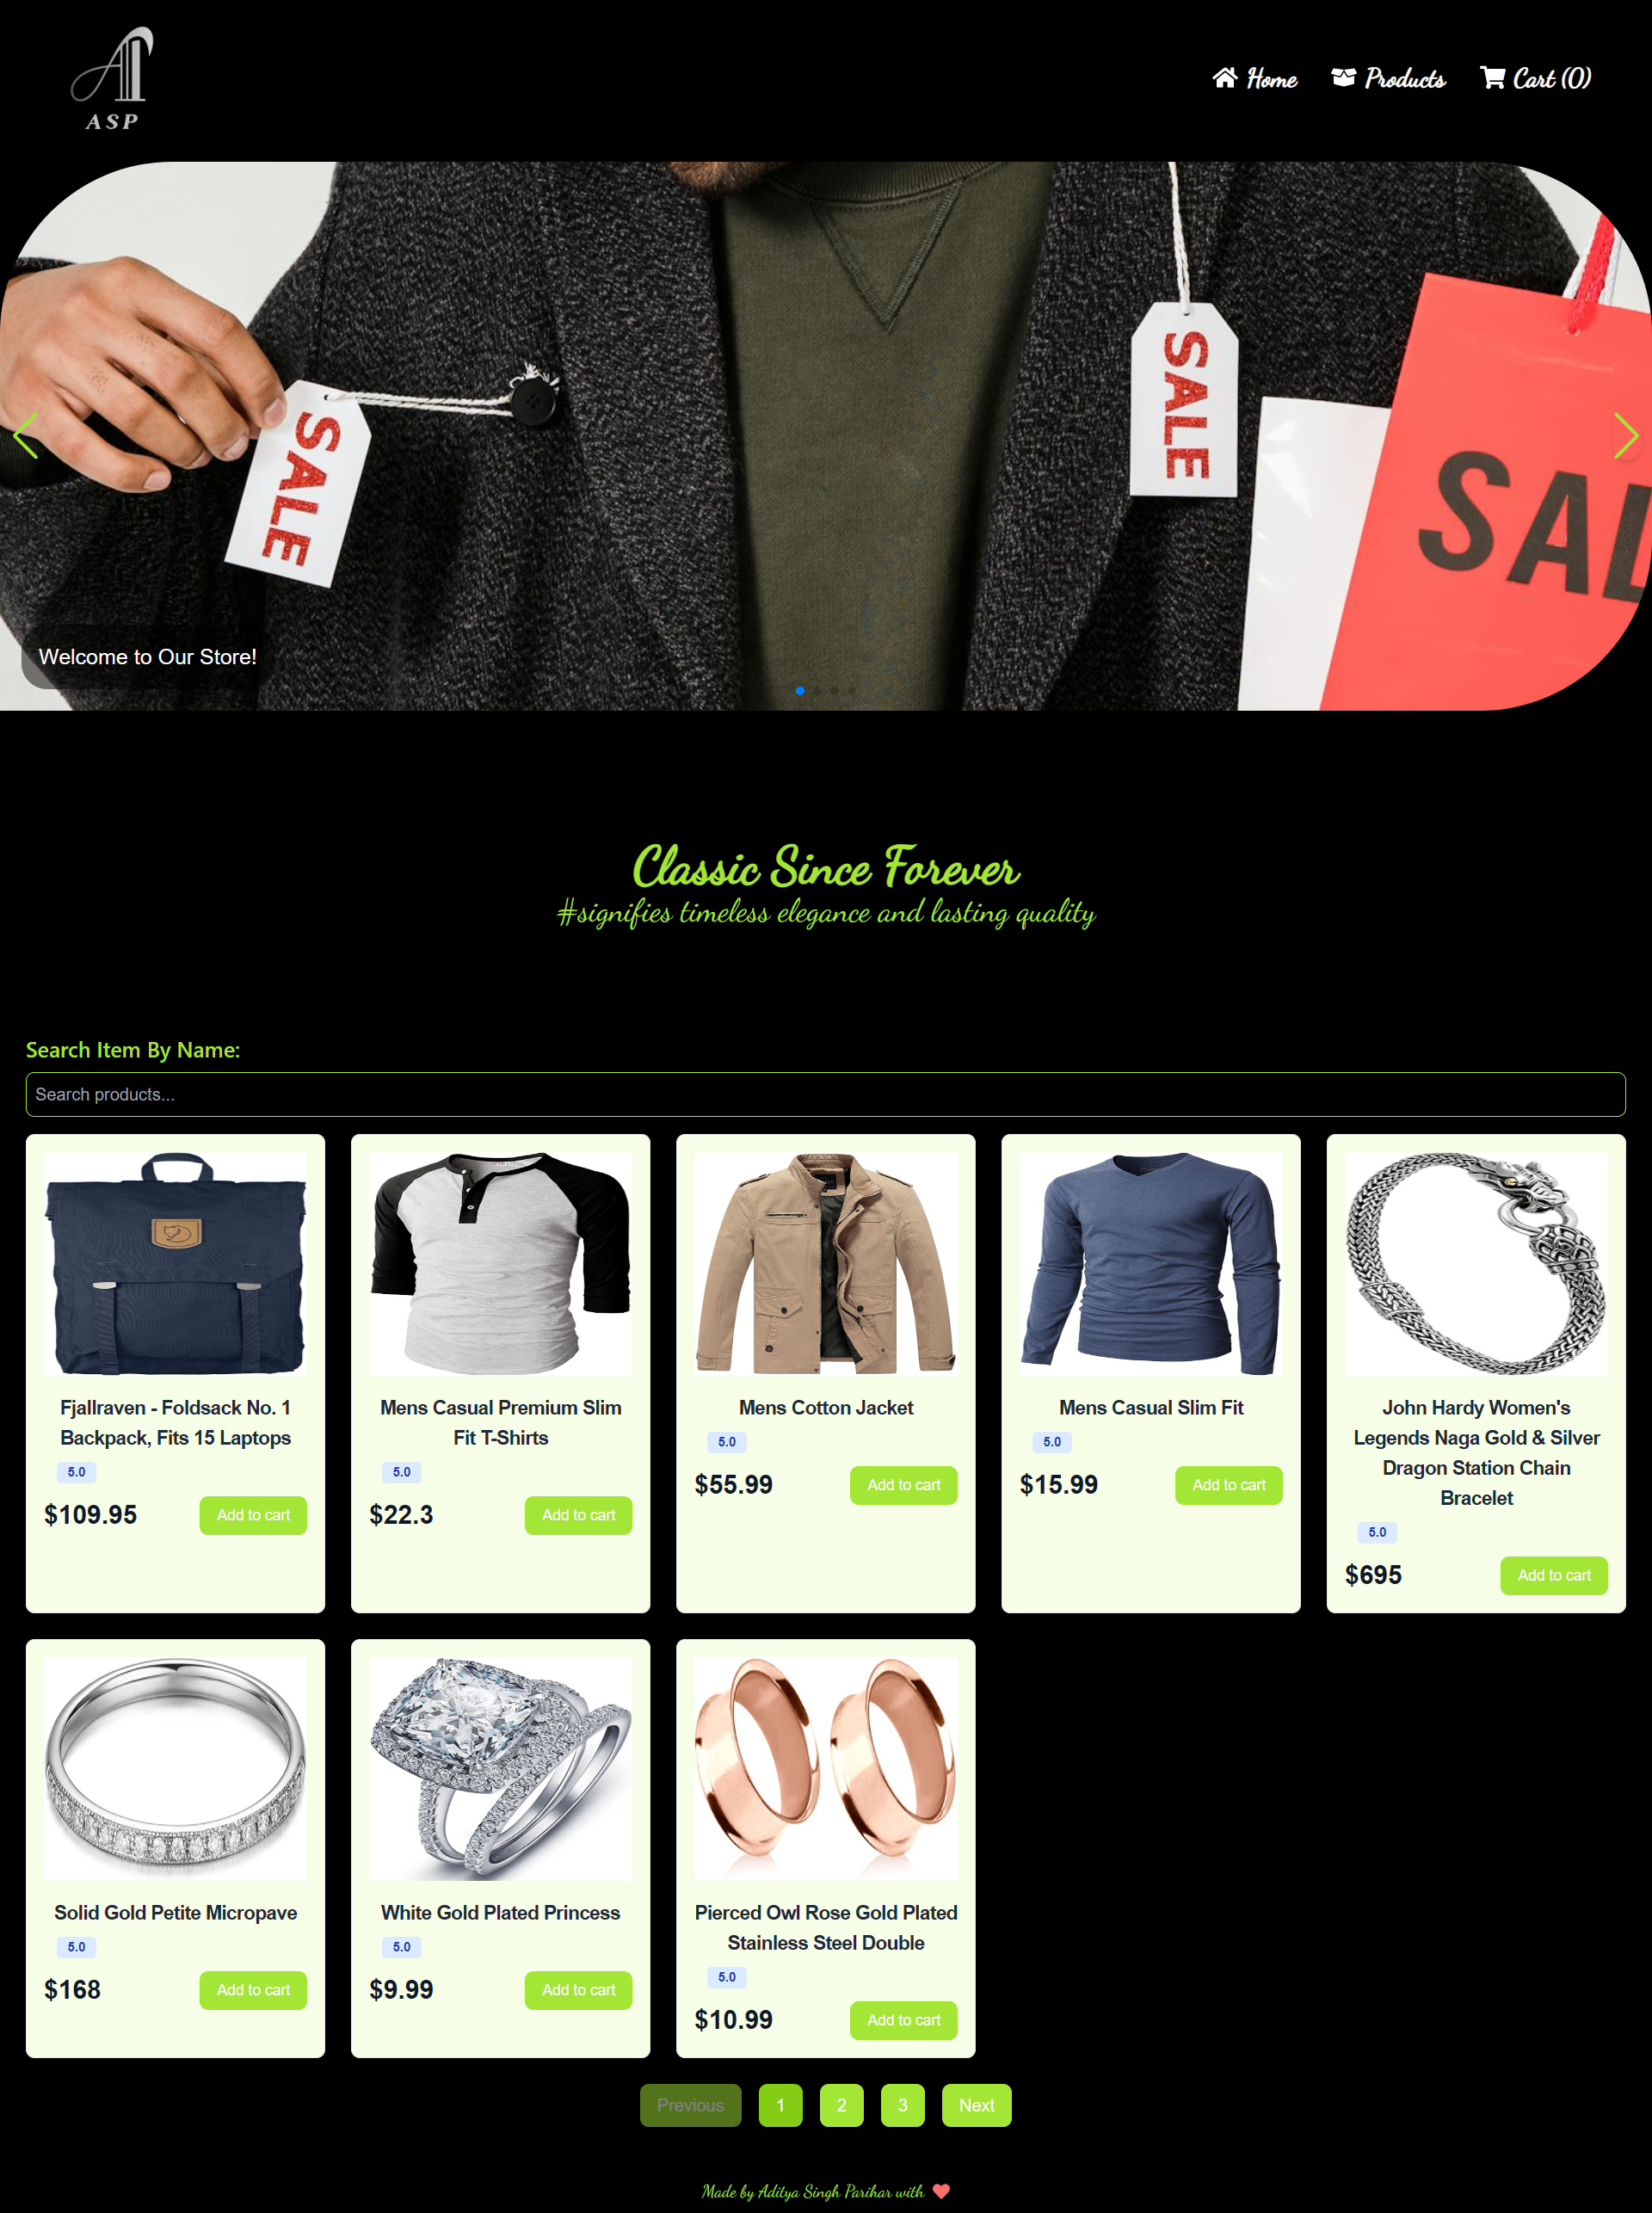 ASP
Home Products Cart (0)
SALE
SALE
SAL
Welcome to Our Store!
Classic Since Forever
#signifies timeless elegance and lasting quality
Search Item By Name:
Search products...
Fjallraven - Foldsack No. 1
Backpack, Fits 15 Laptops
5.0
$109.95 Add to cart
Mens Casual Premium Slim
Fit T-Shirts
5.0
$22.3 Add to cart
Mens Cotton Jacket
5.0
$55.99 Add to cart
Mens Casual Slim Fit
5.0
$15.99 Add to cart
John Hardy Women's
Legends Naga Gold & Silver
Dragon Station Chain
Bracelet
5.0
$695 Add to cart
Solid Gold Petite Micropave
5.0
$168 Add to cart
White Gold Plated Princess
5.0
$9.99 Add to cart
Pierced Owl Rose Gold Plated
Stainless Steel Double
5.0
$10.99 Add to cart
Previous 1 2 3 Next
Made by Aditya Singh Parihar with